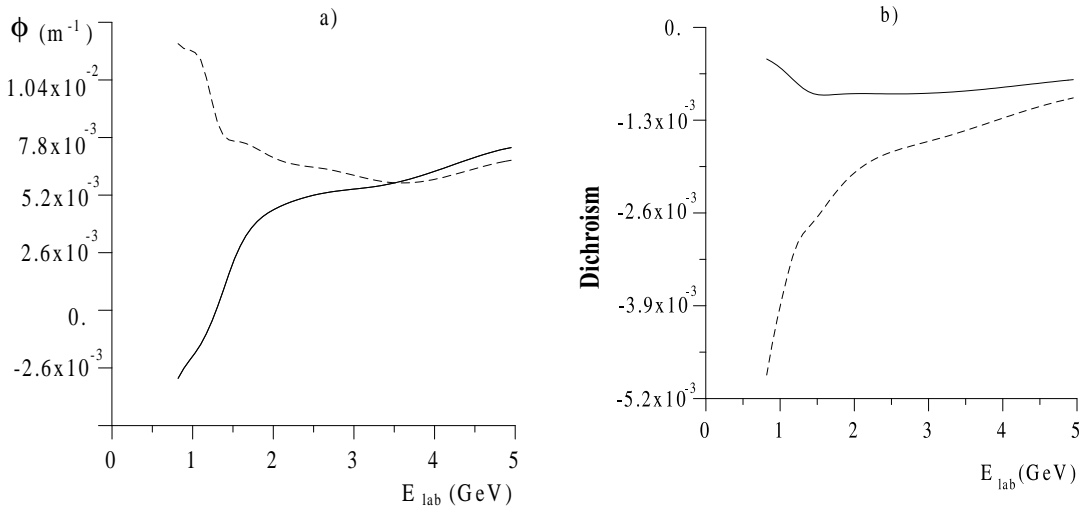 a)
ϕ (m⁻¹)
1.04x10⁻²
7.8x10⁻³
5.2x10⁻³
2.6x10⁻³
0.
-2.6x10⁻³
0 1 2 3 4 5
E lab (GeV)
b)
0.
-1.3x10⁻³
-2.6x10⁻³
-3.9x10⁻³
-5.2x10⁻³
Dichroism
0 1 2 3 4 5
E lab (GeV)